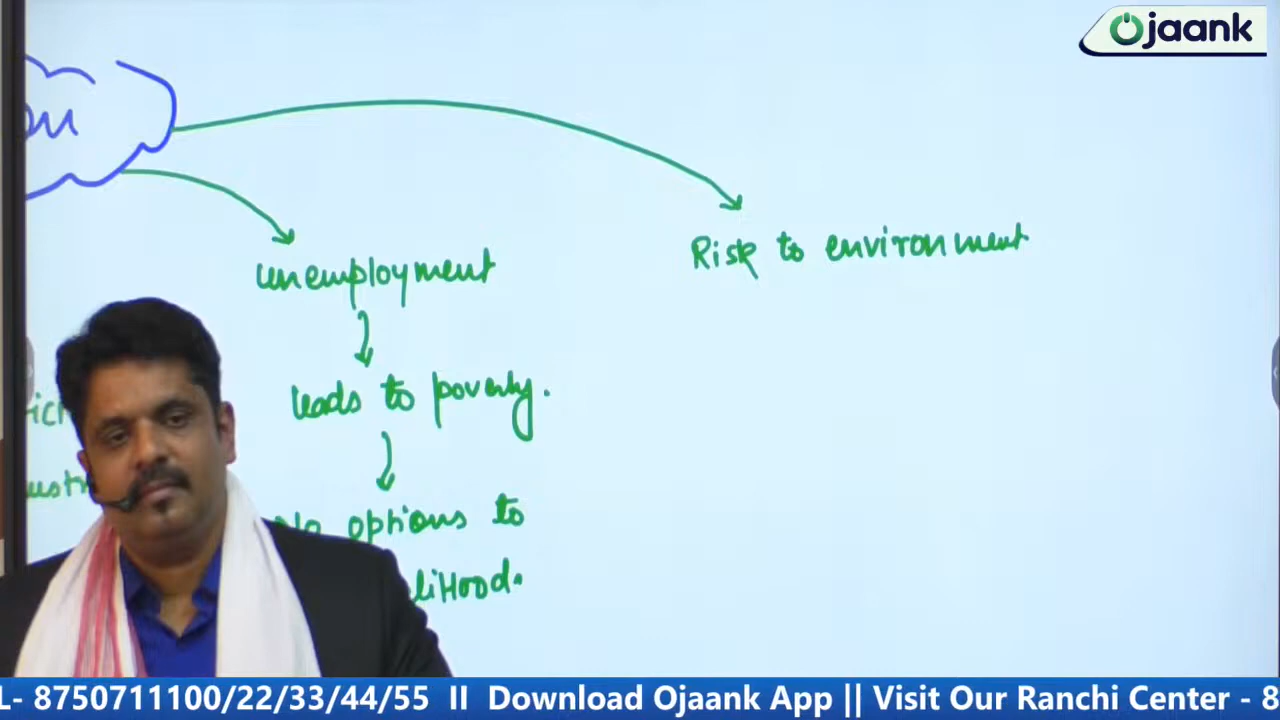 Ojaank
Risk to environment
unemployment
leads to poverty.
No options to
liHood.
L- 8750711100/22/33/44/55 II Download Ojaank App || Visit Our Ranchi Center - 8